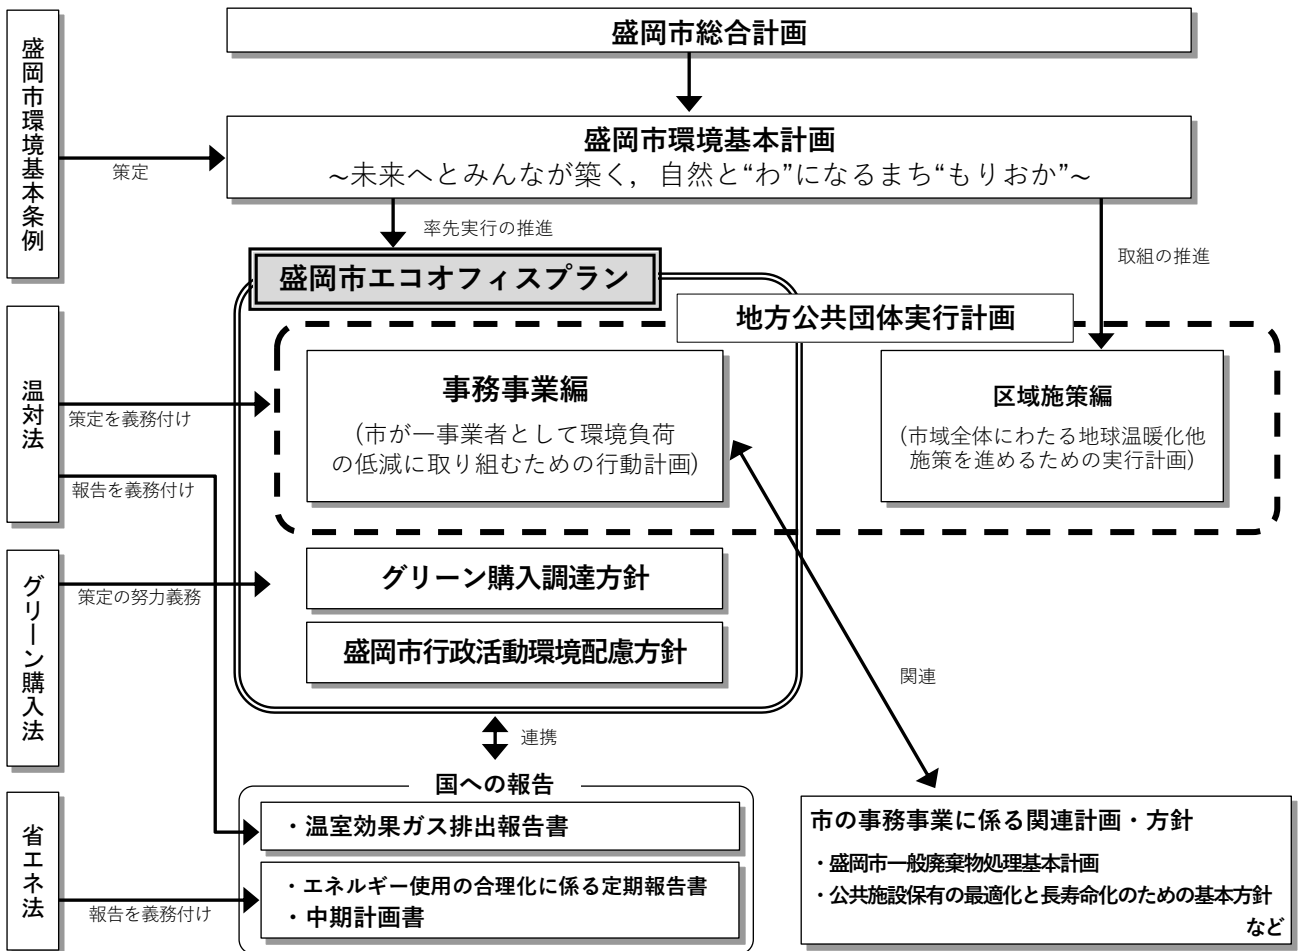 盛岡市総合計画
盛岡市環境基本条例
策定
盛岡市環境基本計画
~未来へとみんなが築く，自然と“わ”になるまち“もりおか”~
率先実行の推進
取組の推進
盛岡市エコオフィスプラン
地方公共団体実行計画
温対法
策定を義務付け
報告を義務付け
事務事業編
(市が一事業者として環境負荷
の低減に取り組むための行動計画)
区域施策編
(市域全体にわたる地球温暖化他
施策を進めるための実行計画)
グリーン購入法
策定の努力義務
グリーン購入調達方針
盛岡市行政活動環境配慮方針
関連
連携
国への報告
省エネ法
報告を義務付け
・温室効果ガス排出報告書
・エネルギー使用の合理化に係る定期報告書
・中期計画書
市の事務事業に係る関連計画・方針
・盛岡市一般廃棄物処理基本計画
・公共施設保有の最適化と長寿命化のための基本方針
など